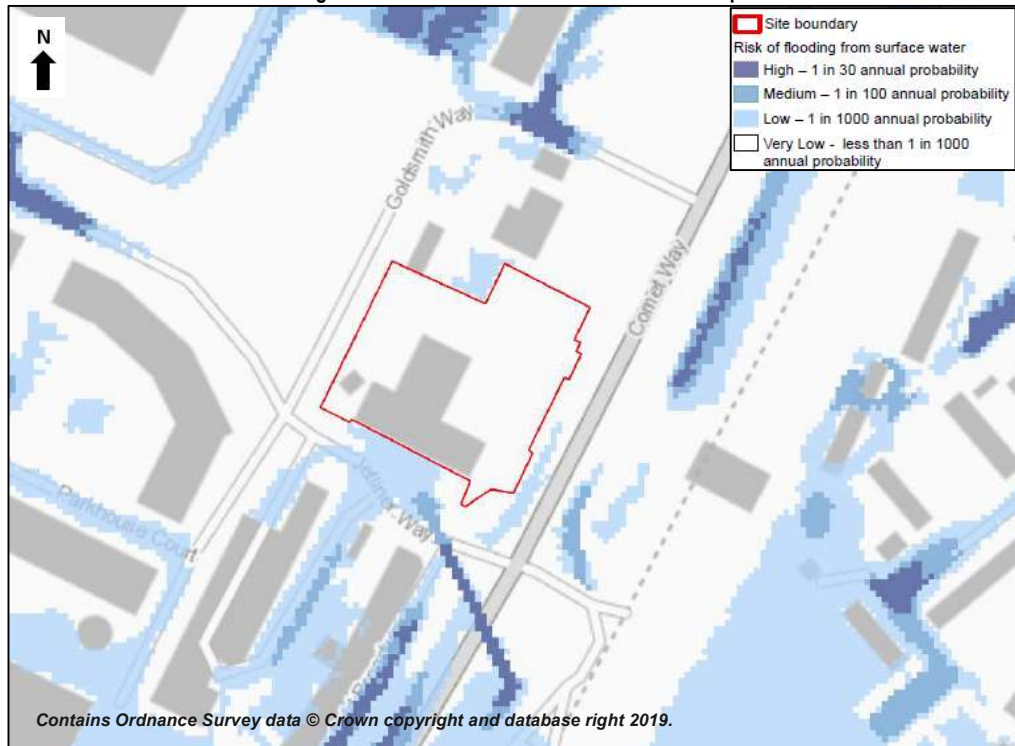 N
Site boundary
Risk of flooding from surface water
High – 1 in 30 annual probability
Medium – 1 in 100 annual probability
Low – 1 in 1000 annual probability
Very Low - less than 1 in 1000
annual probability
Goldsmith Way
Comet Way
Jetliner Way
Parkhouse Court
Contains Ordnance Survey data © Crown copyright and database right 2019.